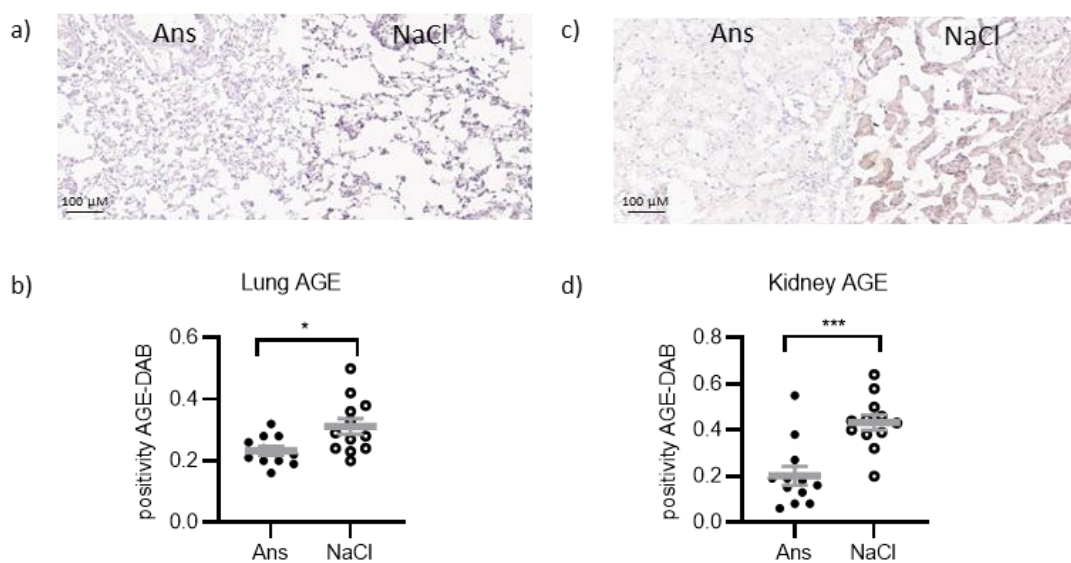 a)
Ans
NaCl
100 µM
c)
Ans
NaCl
100 µM
b)
Lung AGE
positivity AGE-DAB
0.6
0.4
0.2
0.0
*
Ans
NaCl
d)
Kidney AGE
positivity AGE-DAB
0.8
0.6
0.4
0.2
0.0
***
Ans
NaCl